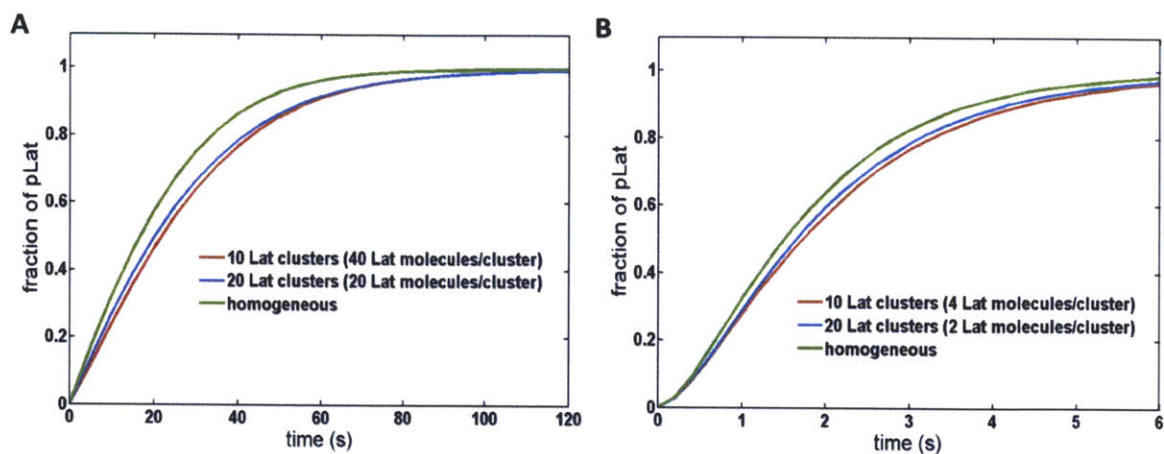 A
fraction of pLat
1
0.8
0.6
0.4
0.2
0
10 Lat clusters (40 Lat molecules/cluster)
20 Lat clusters (20 Lat molecules/cluster)
homogeneous
0 20 40 60 80 100 120
time (s)
B
fraction of pLat
1
0.8
0.6
0.4
0.2
0
10 Lat clusters (4 Lat molecules/cluster)
20 Lat clusters (2 Lat molecules/cluster)
homogeneous
0 1 2 3 4 5 6
time (s)